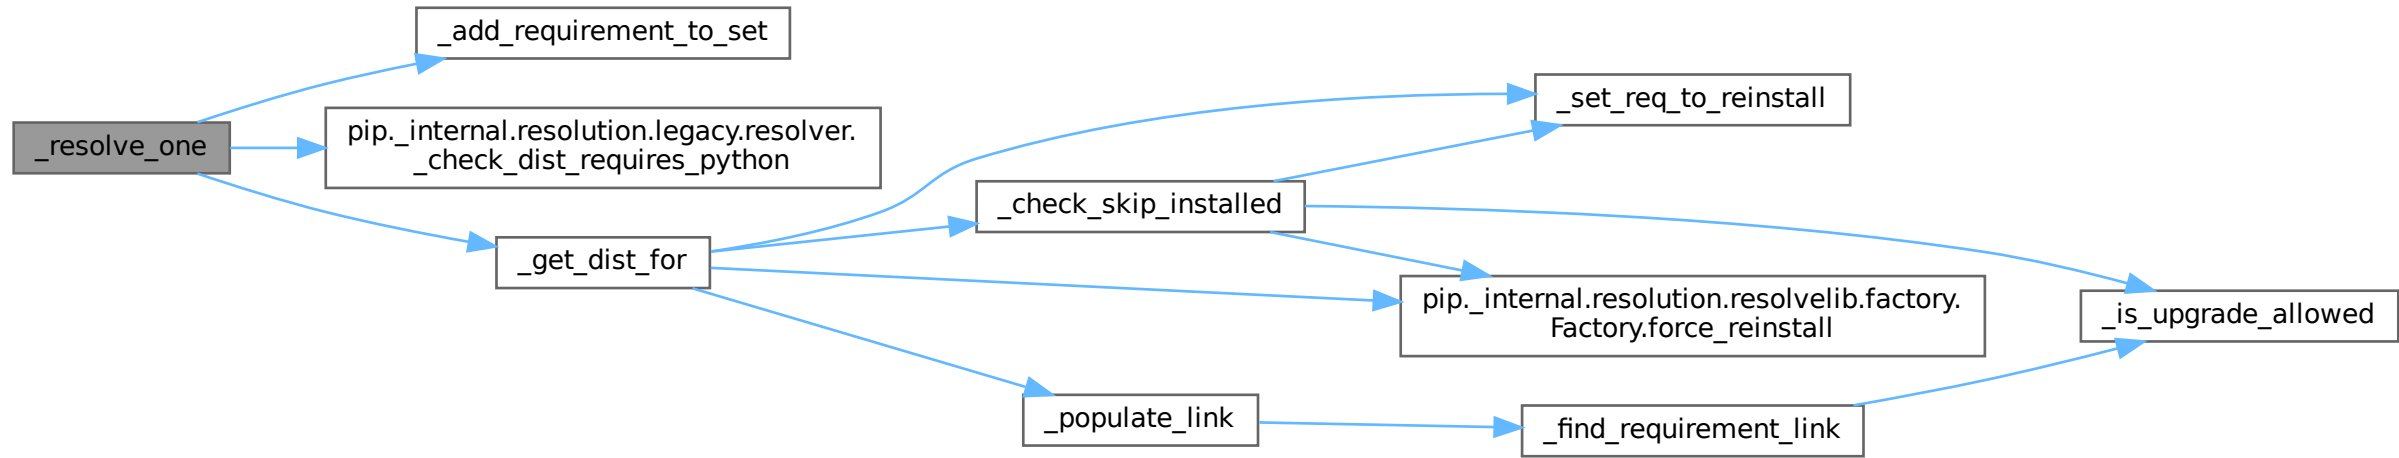 _resolve_one
_add_requirement_to_set
pip._internal.resolution.legacy.resolver.
_check_dist_requires_python
_get_dist_for
_check_skip_installed
_set_req_to_reinstall
pip._internal.resolution.resolvelib.factory.
Factory.force_reinstall
_is_upgrade_allowed
_populate_link
_find_requirement_link